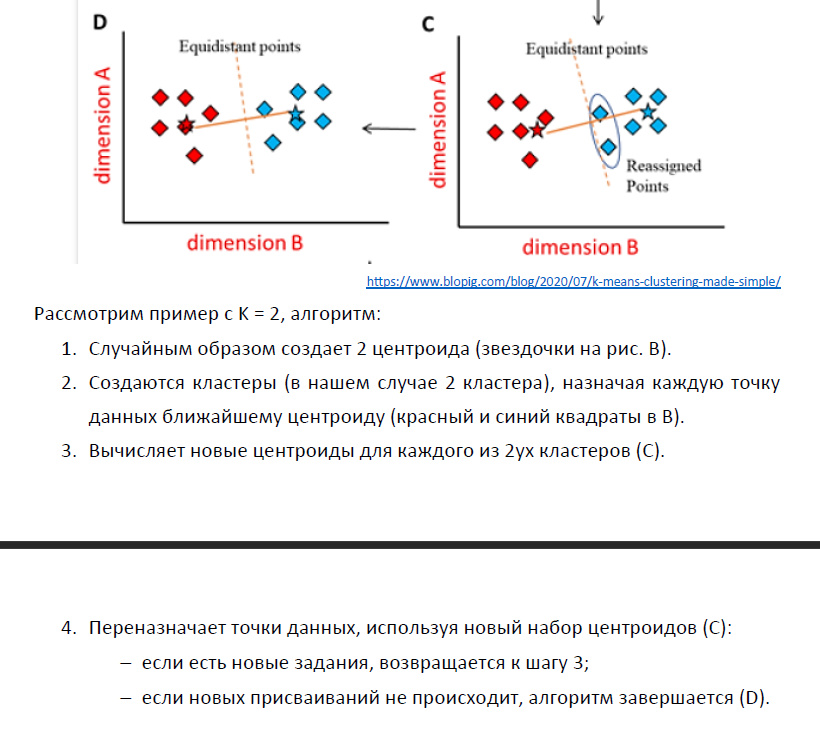 D
Equidistant points
dimension A
dimension B
C
Equidistant points
dimension A
Reassigned
Points
dimension B
https://www.blopig.com/blog/2020/07/k-means-clustering-made-simple/
Рассмотрим пример с K = 2, алгоритм:
1. Случайным образом создает 2 центроида (звездочки на рис. B).
2. Создаются кластеры (в нашем случае 2 кластера), назначая каждую точку
данных ближайшему центроиду (красный и синий квадраты в B).
3. Вычисляет новые центроиды для каждого из 2ух кластеров (C).
4. Переназначает точки данных, используя новый набор центроидов (C):
– если есть новые задания, возвращается к шагу 3;
– если новых присваиваний не происходит, алгоритм завершается (D).